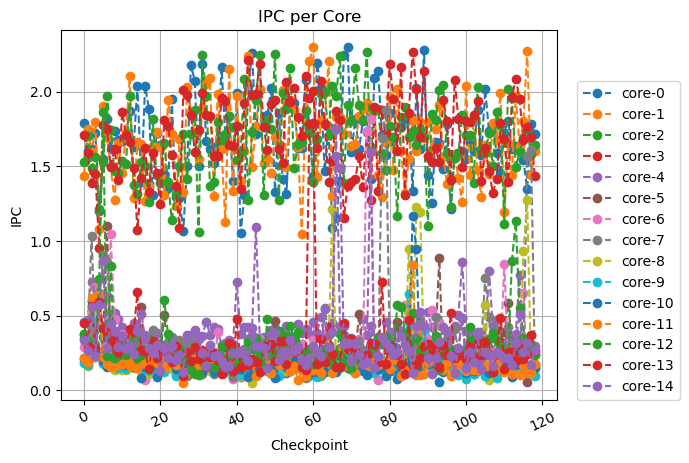 IPC per Core
IPC
2.0
1.5
1.0
0.5
0.0
0
20
40
60
80
100
120
Checkpoint
core-0
core-1
core-2
core-3
core-4
core-5
core-6
core-7
core-8
core-9
core-10
core-11
core-12
core-13
core-14